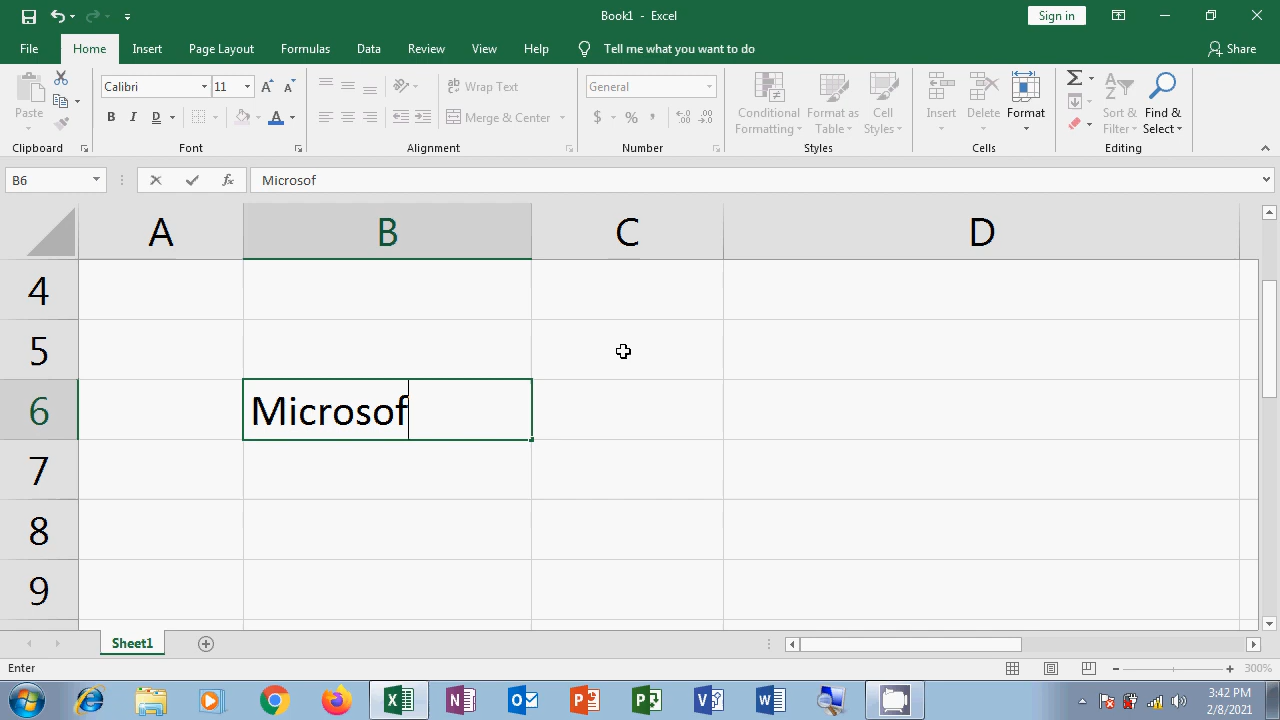 Book1 - Excel
Sign in
File Home Insert Page Layout Formulas Data Review View Help Tell me what you want to do Share
Calibri 11 Wrap Text General
Paste B I D A Merge & Center $ % , Conditional Formatting Format as Table Cell Styles Insert Delete Format Sort & Filter Find & Select
Clipboard Font Alignment Number Styles Cells Editing
B6 fx Microsof
A B C D
4
5
6 Microsof
7
8
9
Sheet1
Enter 300%
3:42 PM
2/8/2021